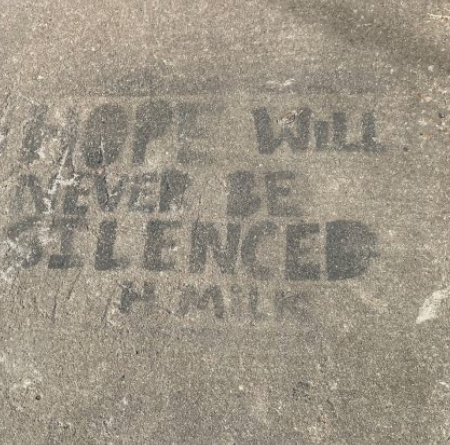 HOPE WiLL
NEVER BE
SILENCED
H MiLK